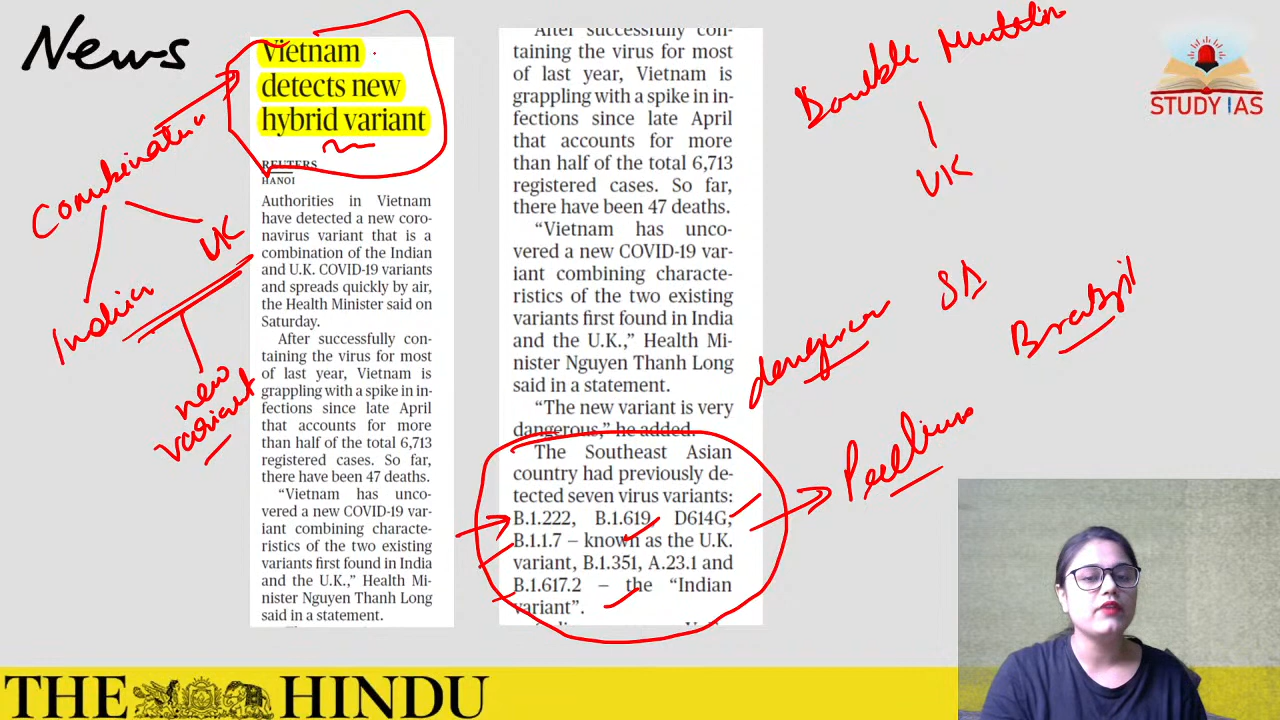 News
Vietnam
detects new
hybrid variant
REUTERS
HANOI
Authorities in Vietnam
have detected a new coro-
navirus variant that is a
combination of the Indian
and U.K. COVID-19 variants
and spreads quickly by air,
the Health Minister said on
Saturday.
After successfully con-
taining the virus for most
of last year, Vietnam is
grappling with a spike in in-
fections since late April
that accounts for more
than half of the total 6,713
registered cases. So far,
there have been 47 deaths.
“Vietnam has unco-
vered a new COVID-19 var-
iant combining characte-
ristics of the two existing
variants first found in India
and the U.K.,” Health Mi-
nister Nguyen Thanh Long
said in a statement.
After successfully con-
taining the virus for most
of last year, Vietnam is
grappling with a spike in in-
fections since late April
that accounts for more
than half of the total 6,713
registered cases. So far,
there have been 47 deaths.
“Vietnam has unco-
vered a new COVID-19 var-
iant combining characte-
ristics of the two existing
variants first found in India
and the U.K.,” Health Mi-
nister Nguyen Thanh Long
said in a statement.
“The new variant is very
dangerous,” he added.
The Southeast Asian
country had previously de-
tected seven virus variants:
B.1.222, B.1.619, D614G,
B.1.1.7 – known as the U.K.
variant, B.1.351, A.23.1 and
B.1.617.2 – the “Indian
variant”.
Combination
UK
India
new
variant
Double
UK
SA
Brazil
STUDY IAS
THE HINDU